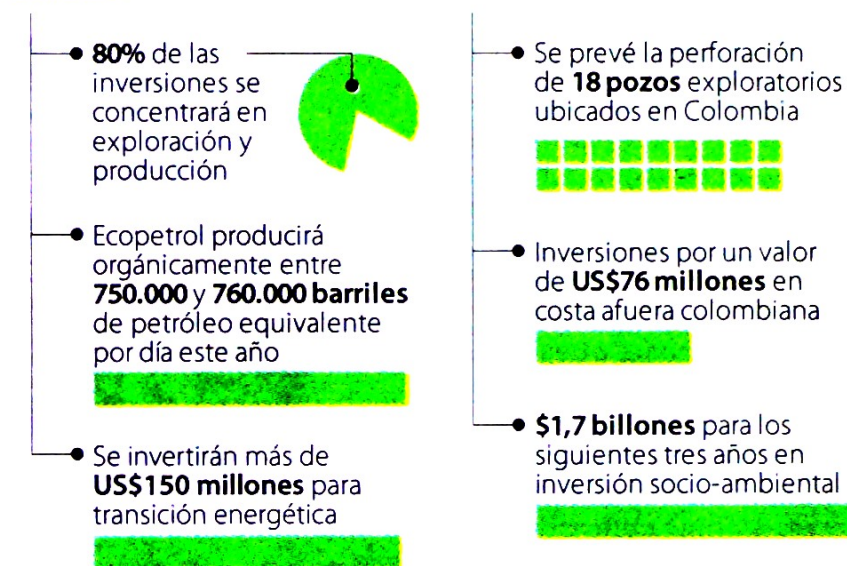 80% de las
inversiones se
concentrará en
exploración y
producción
Ecopetrol producirá
orgánicamente entre
750.000 y 760.000 barriles
de petróleo equivalente
por día este año
Se invertirán más de
US$150 millones para
transición energética
Se prevé la perforación
de 18 pozos exploratorios
ubicados en Colombia
Inversiones por un valor
de US$76 millones en
costa afuera colombiana
$1,7 billones para los
siguientes tres años en
inversión socio-ambiental